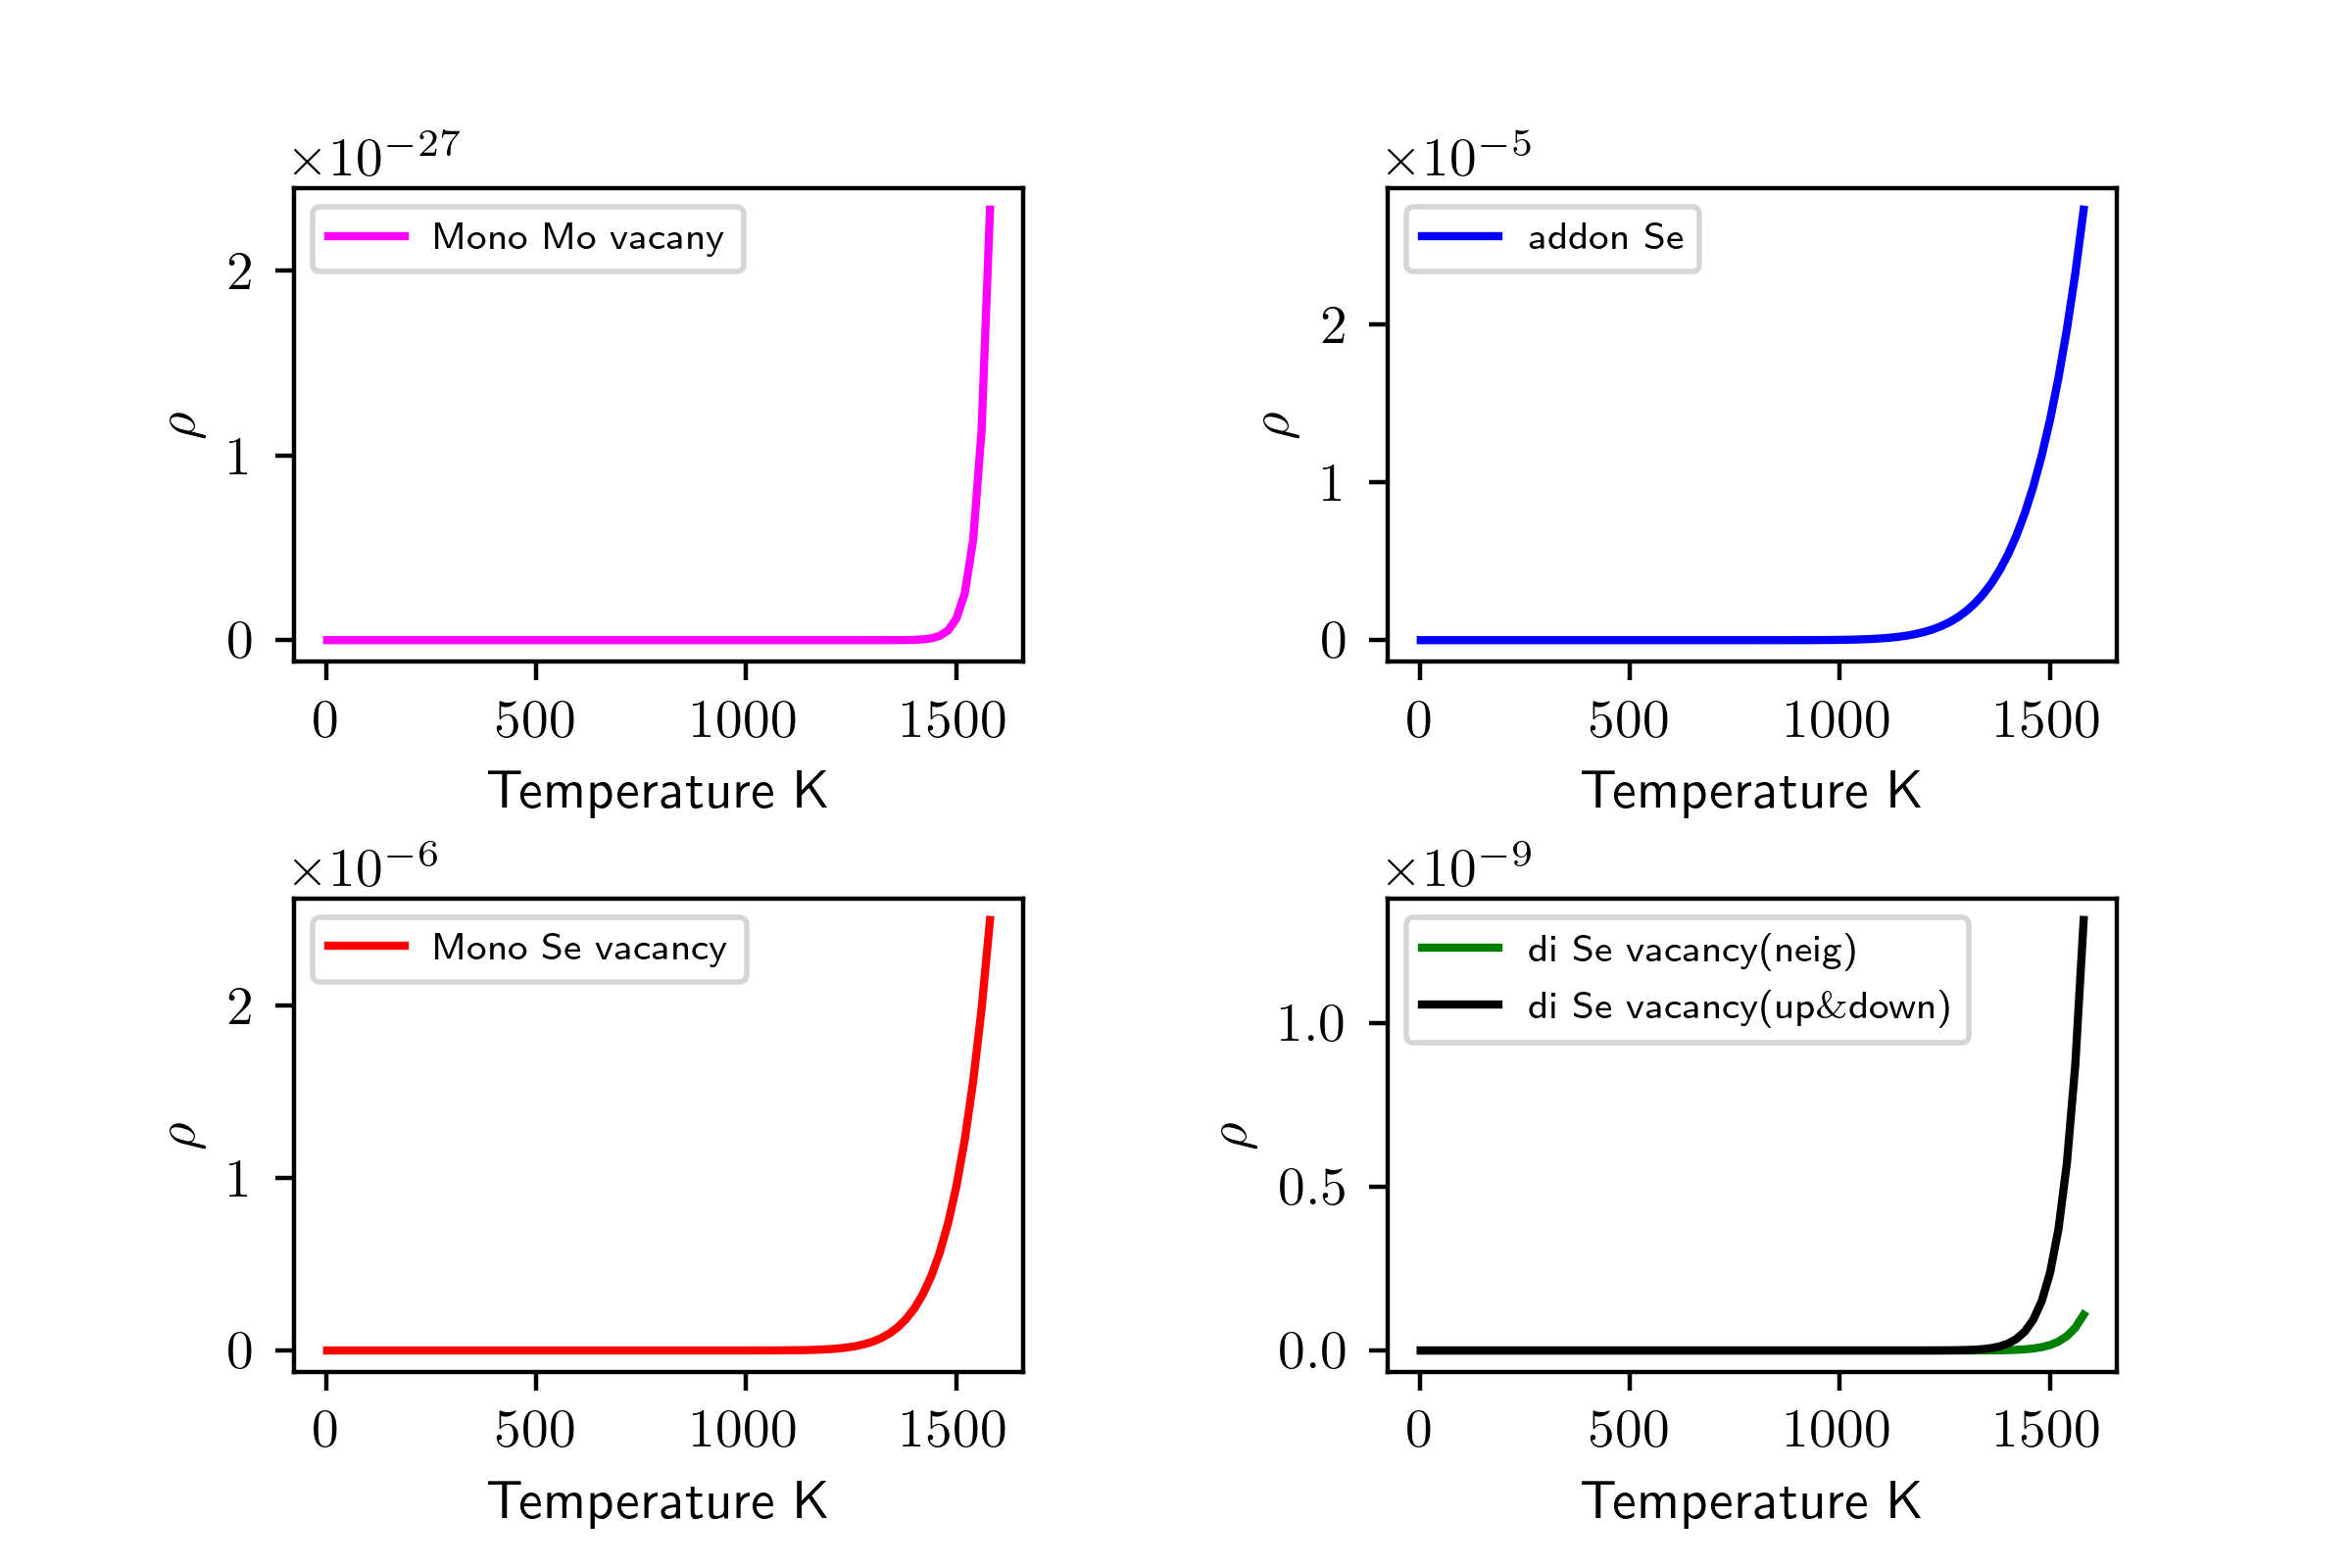 ×10⁻²⁷
Mono Mo vacany
2
1
0
ρ
0 500 1000 1500
Temperature K
×10⁻⁵
addon Se
2
1
0
ρ
0 500 1000 1500
Temperature K
×10⁻⁶
Mono Se vacancy
2
1
0
ρ
0 500 1000 1500
Temperature K
×10⁻⁹
di Se vacancy(neig)
di Se vacancy(up&down)
1.0
0.5
0.0
ρ
0 500 1000 1500
Temperature K